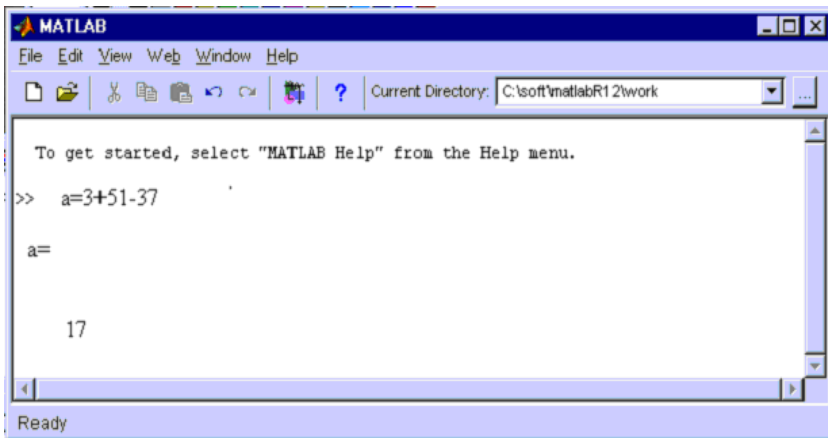 MATLAB
File Edit View Web Window Help
? Current Directory: C:\soft\matlabR12\work ...
To get started, select "MATLAB Help" from the Help menu.
>> a=3+51-37
a=
17
Ready